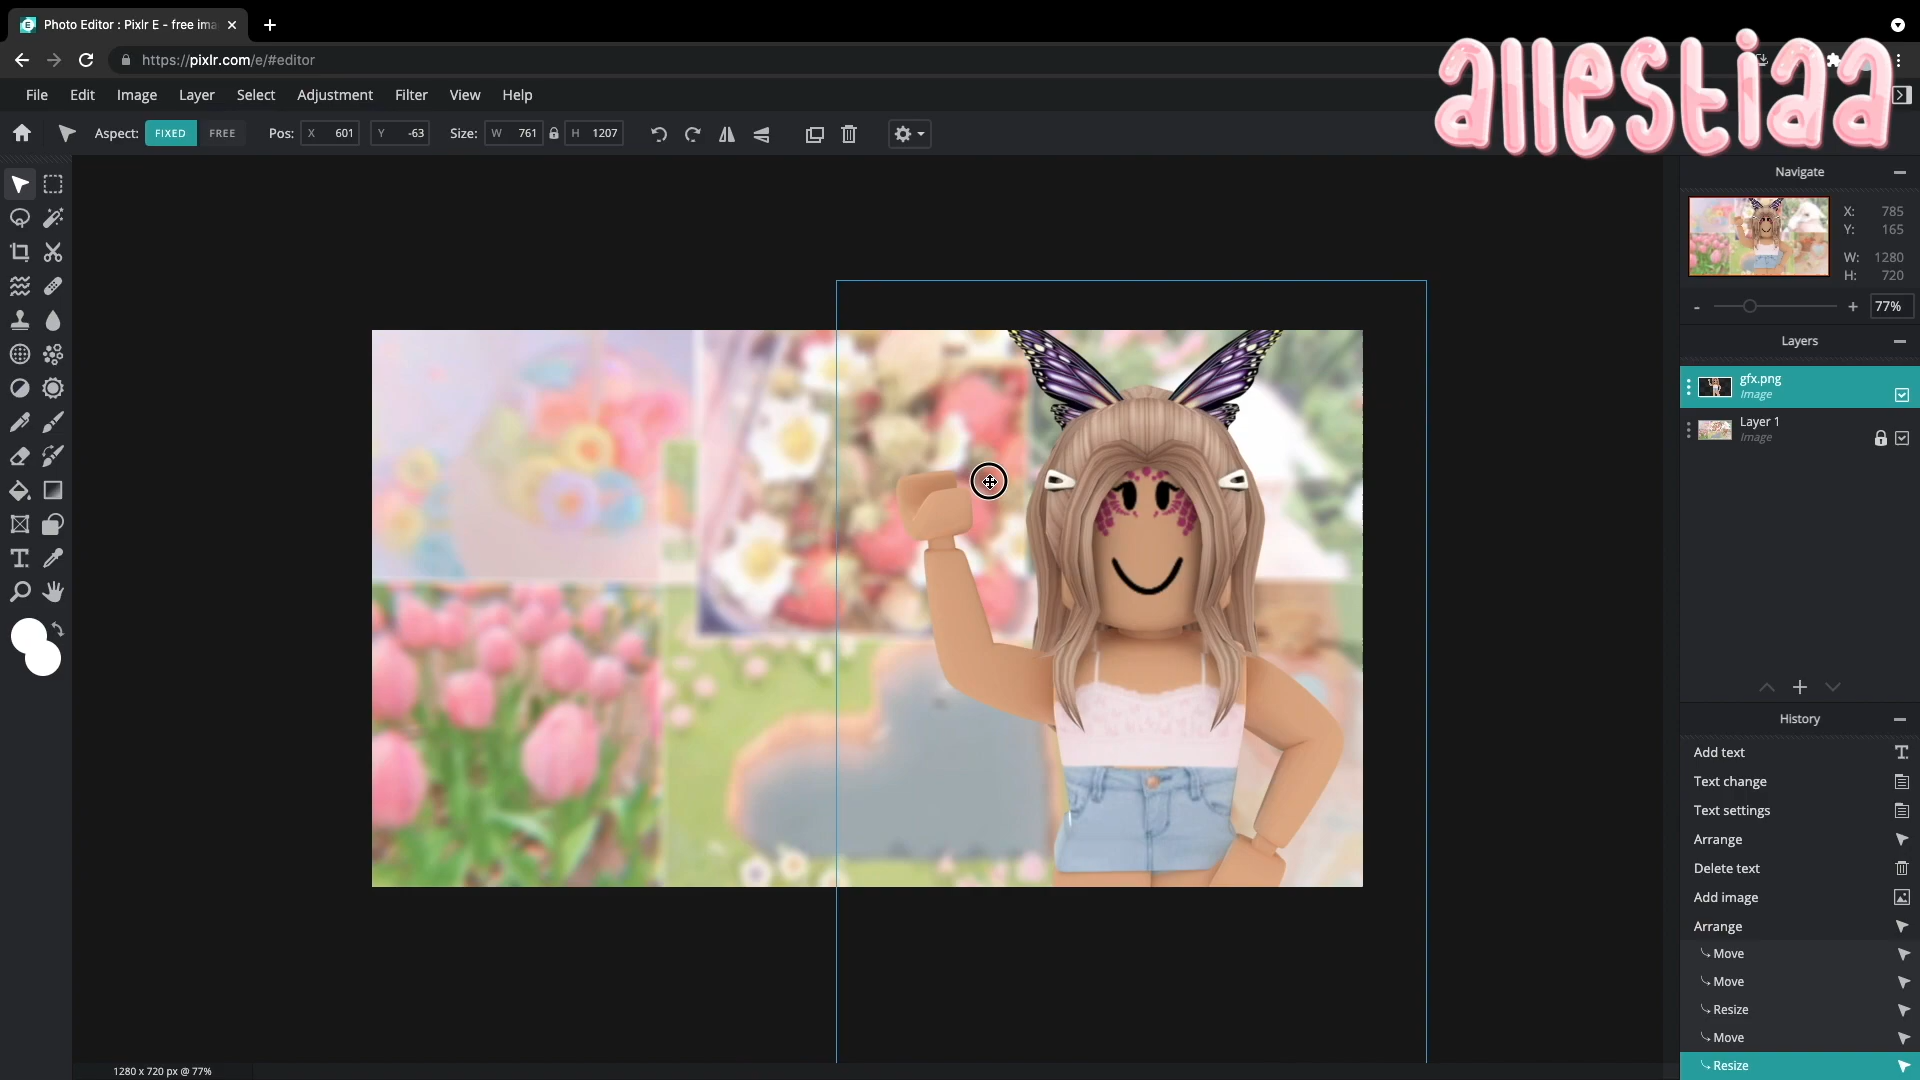 Photo Editor : Pixlr E - free ima
https://pixlr.com/e/#editor
allestiaa
File Edit Image Layer Select Adjustment Filter View Help
Aspect: FIXED FREE Pos: X 601 Y -63 Size: W 761 H 1207
Navigate
X: 785
Y: 165
W: 1280
H: 720
- + 77%
Layers
gfx.png
Image
Layer 1
Image
History
Add text
Text change
Text settings
Arrange
Delete text
Add image
Arrange
Move
Move
Resize
Move
Resize
1280 x 720 px @ 77%